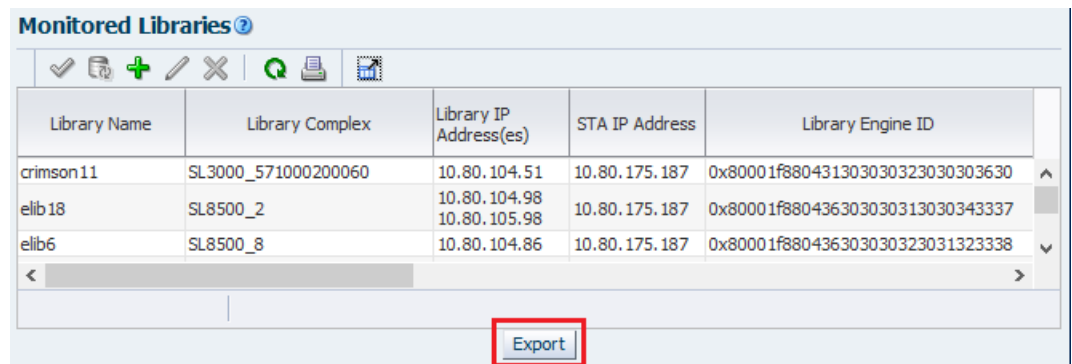 Monitored Libraries
Library Name Library Complex Library IP Address(es) STA IP Address Library Engine ID
crimson11 SL3000_571000200060 10.80.104.51 10.80.175.187 0x80001f880431303030323030303630
elib18 SL8500_2 10.80.104.98 10.80.105.98 10.80.175.187 0x80001f88043630303031303034 3337
elib6 SL8500_8 10.80.104.86 10.80.175.187 0x80001f880436303030323031323338
Export